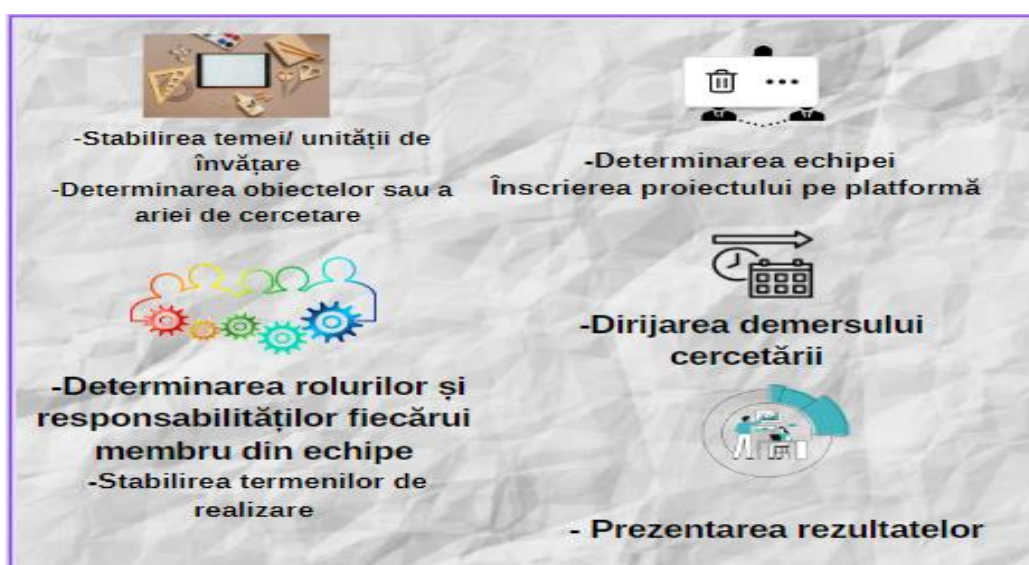 -Stabilirea temei/ unității de
învățare
-Determinarea obiectelor sau a
ariei de cercetare
-Determinarea echipei
Înscrierea proiectului pe platformă
-Determinarea rolurilor și
responsabilităților fiecărui
membru din echipe
-Stabilirea termenilor de
realizare
-Dirijarea demersului
cercetării
- Prezentarea rezultatelor